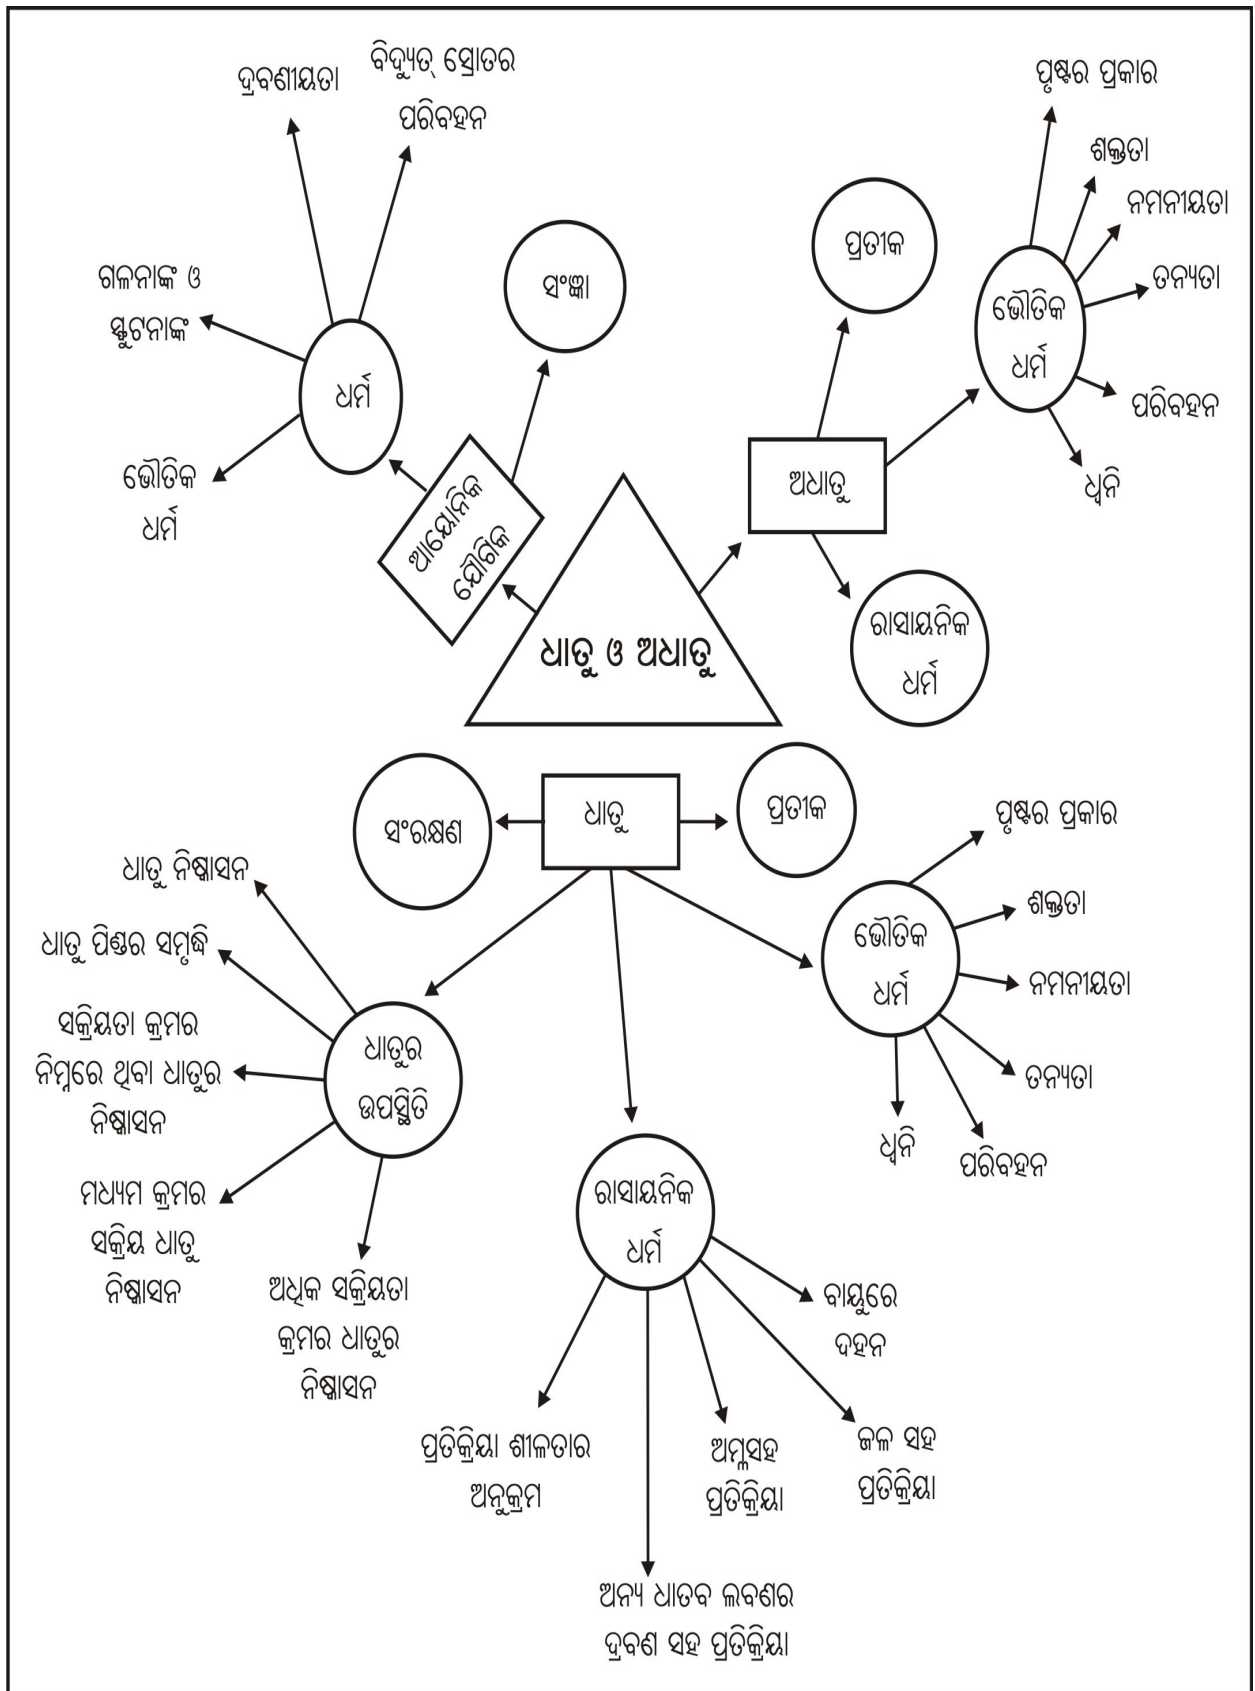 ଦ୍ରବଣୀୟତା
ବିଦ୍ୟୁତ୍ ସ୍ରୋତର
ପରିବହନ
ଗଳନାଙ୍କ ଓ
ସ୍ଫୁଟନାଙ୍କ
ଧର୍ମ
ଭୌତିକ
ଧର୍ମ
ସଂଜ୍ଞା
ଆୟୋନିକ
ଯୌଗିକ
ପ୍ରତୀକ
ପୃଷ୍ଟର ପ୍ରକାର
ଶକ୍ତତା
ନମନୀୟତା
ତନ୍ୟତା
ଭୌତିକ
ଧର୍ମ
ପରିବହନ
ଧ୍ୱନି
ଅଧାତୁ
ରାସାୟନିକ
ଧର୍ମ
ଧାତୁ ଓ ଅଧାତୁ
ସଂରକ୍ଷଣ
ଧାତୁ
ପ୍ରତୀକ
ପୃଷ୍ଟର ପ୍ରକାର
ଶକ୍ତତା
ଭୌତିକ
ଧର୍ମ
ନମନୀୟତା
ତନ୍ୟତା
ଧ୍ୱନି
ପରିବହନ
ଧାତୁ ନିଷ୍କାସନ
ଧାତୁ ପିଣ୍ଡର ସମୃଦ୍ଧି
ସକ୍ରିୟତା କ୍ରମର
ନିମ୍ନରେ ଥିବା ଧାତୁର
ନିଷ୍କାସନ
ଧାତୁର
ଉପସ୍ଥିତି
ମଧ୍ୟମ କ୍ରମର
ସକ୍ରିୟ ଧାତୁ
ନିଷ୍କାସନ
ଅଧିକ ସକ୍ରିୟତା
କ୍ରମର ଧାତୁର
ନିଷ୍କାସନ
ରାସାୟନିକ
ଧର୍ମ
ବାୟୁରେ
ଦହନ
ପ୍ରତିକ୍ରିୟା ଶୀଳତାର
ଅନୁକ୍ରମ
ଅମ୍ଳସହ
ପ୍ରତିକ୍ରିୟା
ଜଳ ସହ
ପ୍ରତିକ୍ରିୟା
ଅନ୍ୟ ଧାତବ ଲବଣର
ଦ୍ରବଣ ସହ ପ୍ରତିକ୍ରିୟା